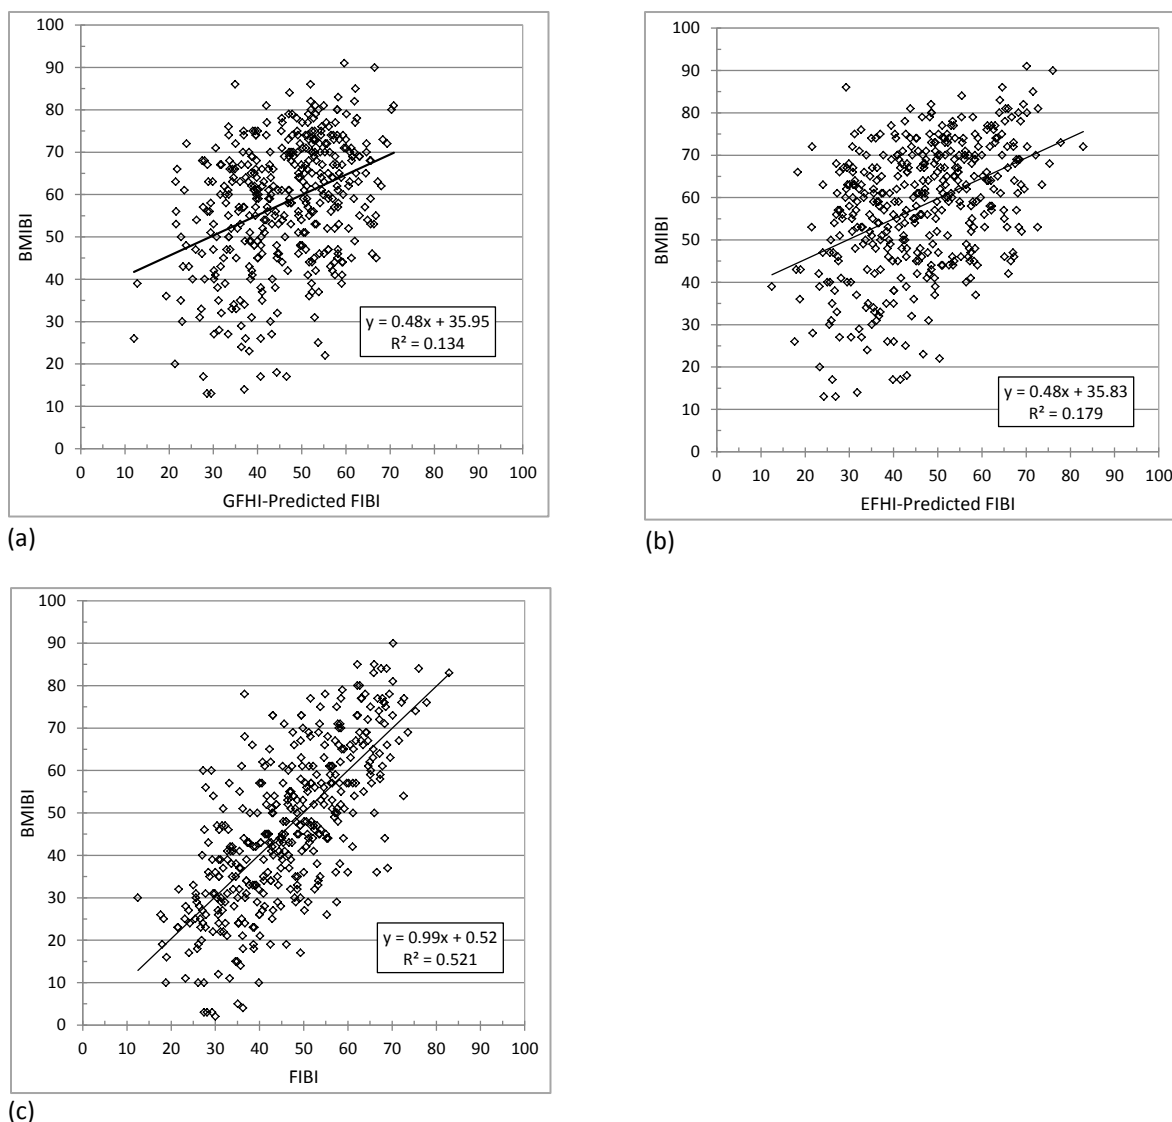 100
90
80
70
60
50
40
30
20
10
0
BMIBI
y = 0.48x + 35.95
R² = 0.134
0 10 20 30 40 50 60 70 80 90 100
GFHI-Predicted FIBI
(a)
100
90
80
70
60
50
40
30
20
10
0
BMIBI
y = 0.48x + 35.83
R² = 0.179
0 10 20 30 40 50 60 70 80 90 100
EFHI-Predicted FIBI
(b)
100
90
80
70
60
50
40
30
20
10
0
BMIBI
y = 0.99x + 0.52
R² = 0.521
0 10 20 30 40 50 60 70 80 90 100
FIBI
(c)